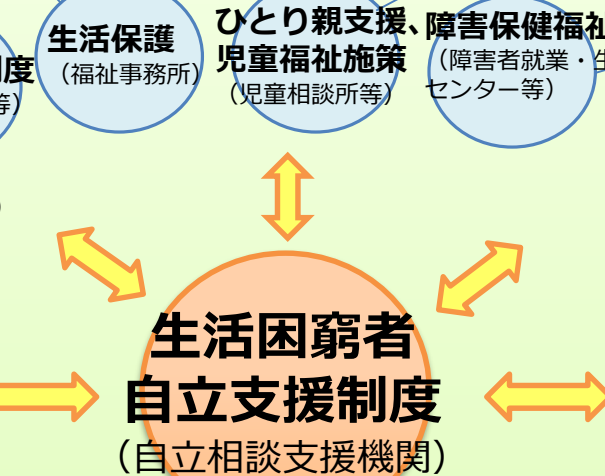 生活保護
（福祉事務所）
ひとり親支援、
児童福祉施策
（児童相談所等）
障害保健福祉
（障害者就業・生
センター等）
度
等）
）
生活困窮者
自立支援制度
（自立相談支援機関）